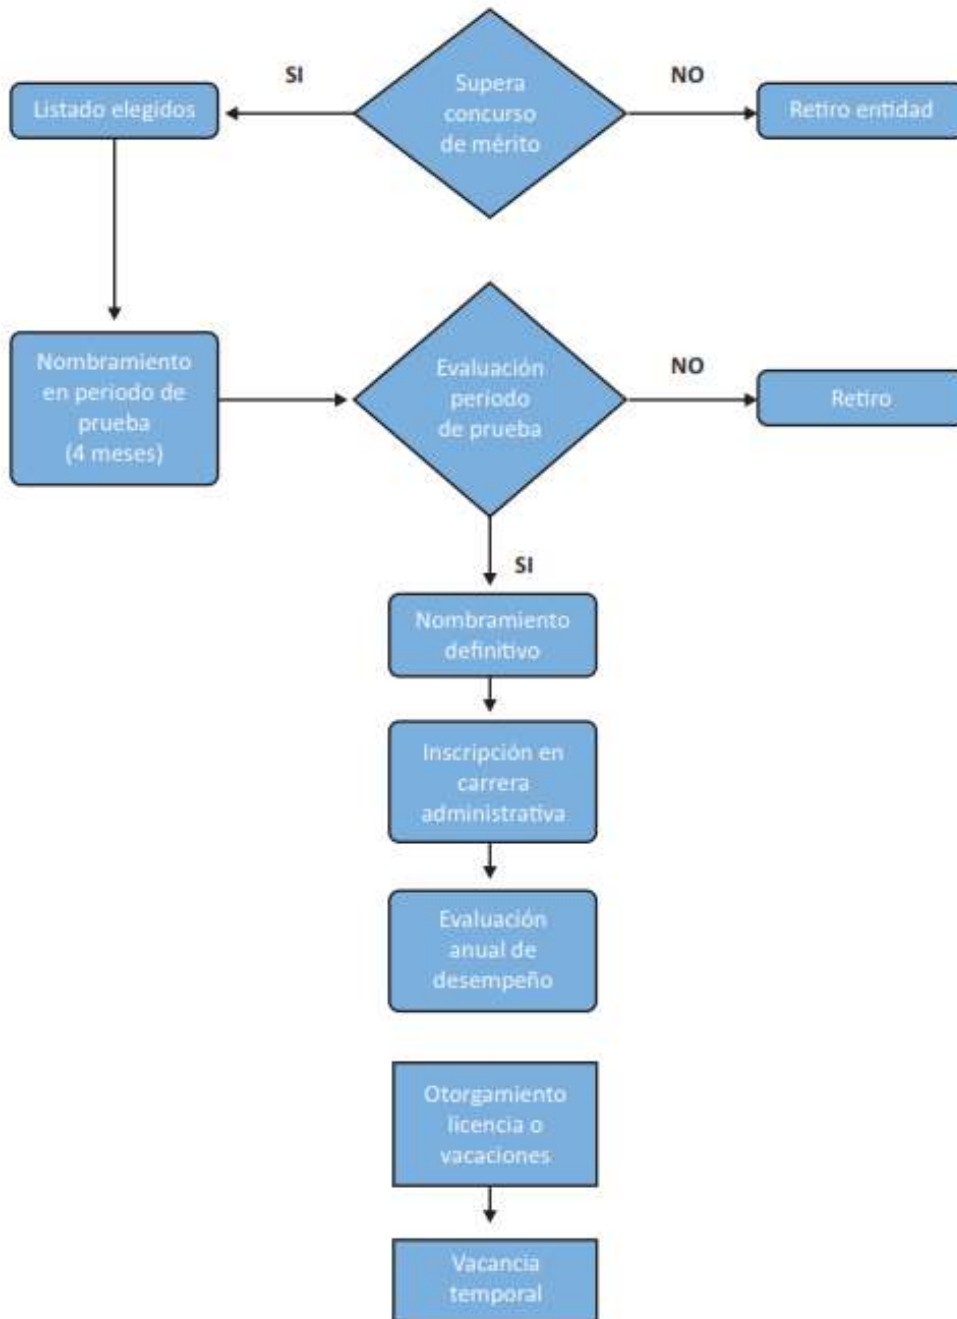 SI
NO
Supera
concurso
de mérito
Listado elegidos
Retiro entidad
Nombramiento
en periodo de
prueba
(4 meses)
Evaluación
periodo
de prueba
NO
Retiro
SI
Nombramiento
definitivo
Inscripción en
carrera
administrativa
Evaluación
anual de
desempeño
Otorgamiento
licencia o
vacaciones
Vacancia
temporal